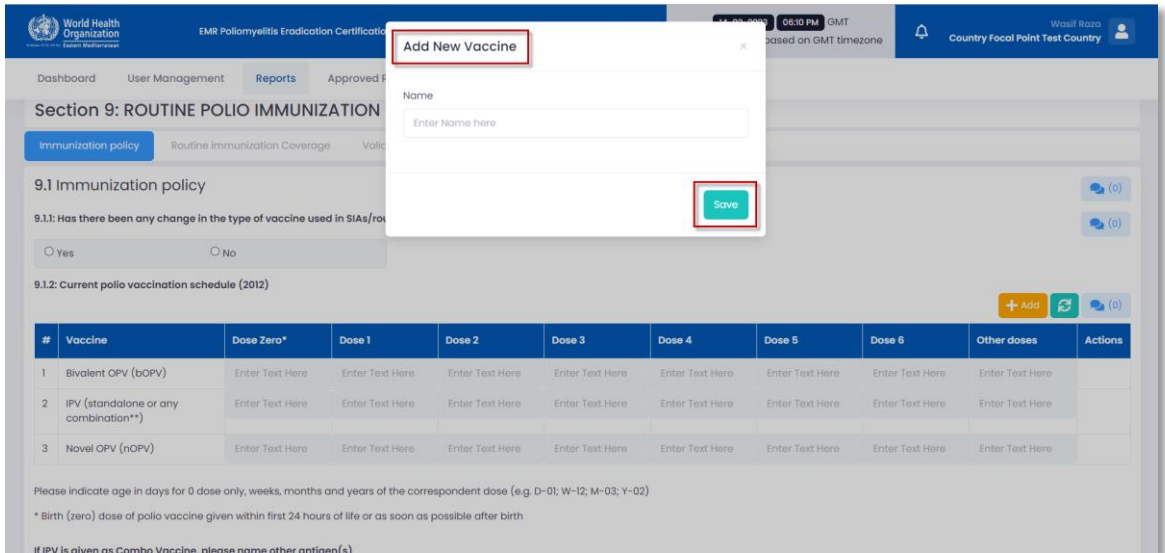 World Health
Organization
Eastern Mediterranean
EMR Poliomyelitis Eradication Certificatio
06:10 PM GMT
based on GMT timezone
Wasif Raza
Country Focal Point Test Country
Dashboard User Management Reports Approved
Add New Vaccine
×
Name
Enter Name here
Save
Section 9: ROUTINE POLIO IMMUNIZATION
Immunization policy Routine immunization Coverage
9.1 Immunization policy
(0)
9.1.1: Has there been any change in the type of vaccine used in SIAs/rou
(0)
Yes No
9.1.2: Current polio vaccination schedule (2012)
+ Add (0)
# Vaccine Dose Zero* Dose 1 Dose 2 Dose 3 Dose 4 Dose 5 Dose 6 Other doses Actions
1 Bivalent OPV (bOPV) Enter Text Here Enter Text Here Enter Text Here Enter Text Here Enter Text Here Enter Text Here Enter Text Here Enter Text Here
2 IPV (standalone or any combination**) Enter Text Here Enter Text Here Enter Text Here Enter Text Here Enter Text Here Enter Text Here Enter Text Here Enter Text Here
3 Novel OPV (nOPV) Enter Text Here Enter Text Here Enter Text Here Enter Text Here Enter Text Here Enter Text Here Enter Text Here Enter Text Here
Please indicate age in days for 0 dose only, weeks, months and years of the correspondent dose (e.g. D-01; W-12; M-03; Y-02)
* Birth (zero) dose of polio vaccine given within first 24 hours of life or as soon as possible after birth
If IPV is given as Combo Vaccine, please name other antigen(s)